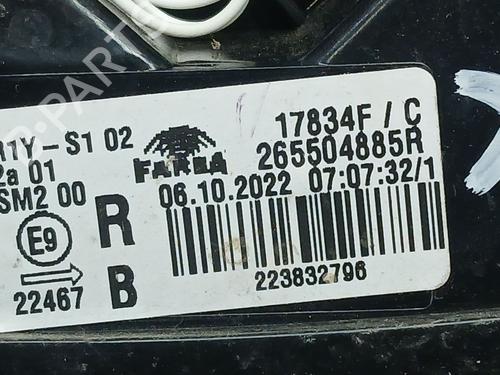 17834F / C
R1Y-S1 02
265504885R
2a 01
FARBA
06.10.2022 07:07:32/1
SM2 00
R
E9
22467
B
223832796
B-PARTS